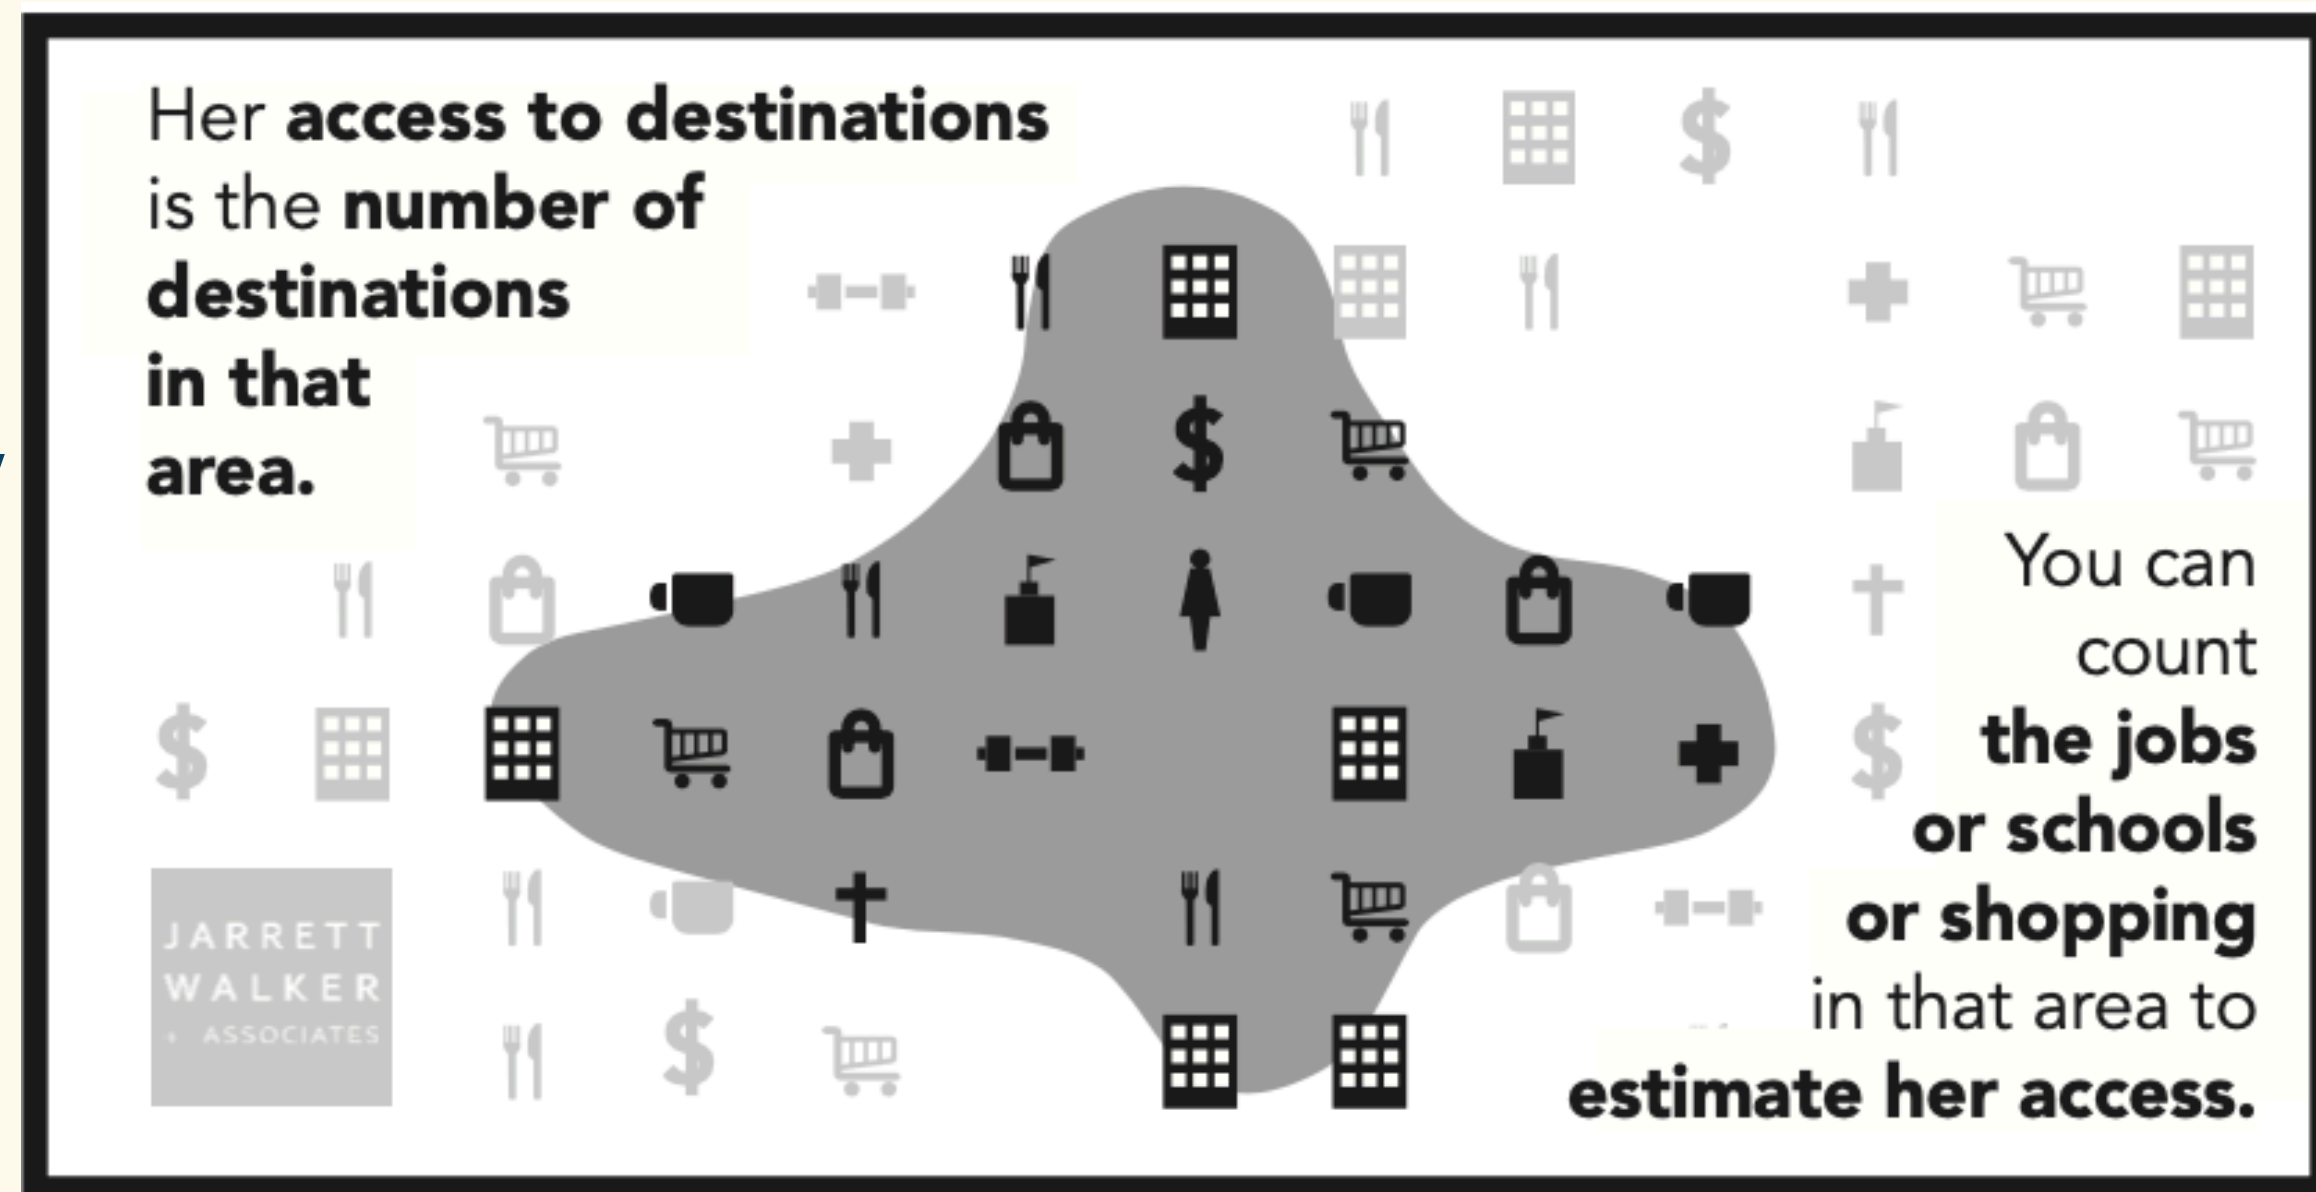 Her access to destinations
is the number of
destinations
in that
area.
You can
count
the jobs
or schools
or shopping
in that area to
estimate her access.
JARRETT
WALKER
+ ASSOCIATES